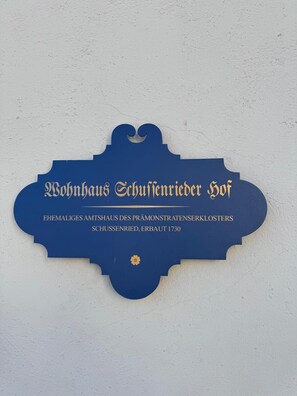 Wohnhaus Schussenrieder Hof
EHEMALIGES AMTSHAUS DES PRÄMONSTRATENSERKLOSTERS
SCHUSSENRIED, ERBAUT 1730